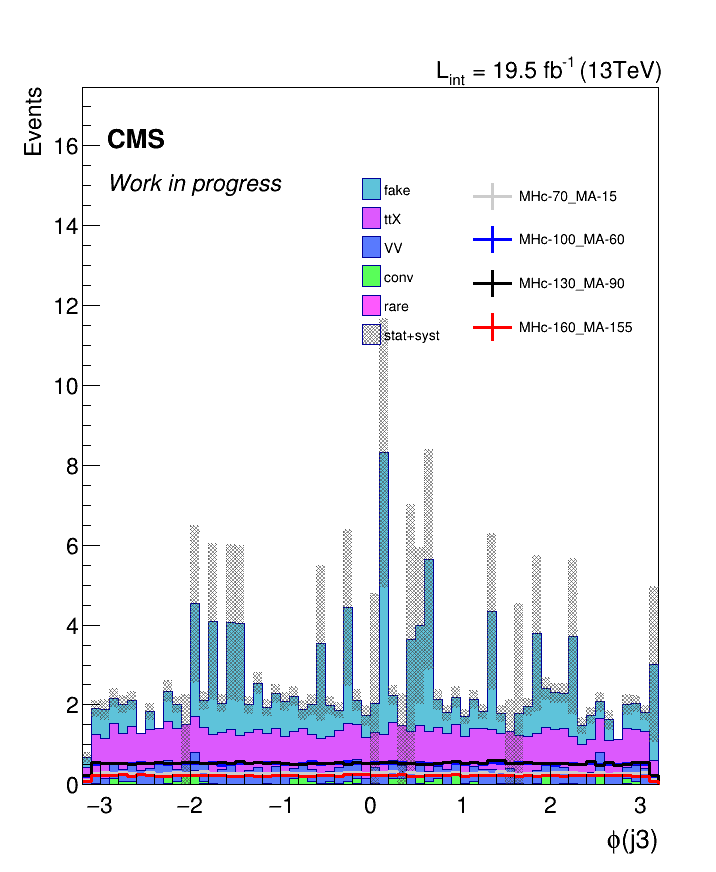 L_int = 19.5 fb^-1 (13TeV)
Events
CMS
Work in progress
fake
ttX
VV
conv
rare
stat+syst
MHc-70_MA-15
MHc-100_MA-60
MHc-130_MA-90
MHc-160_MA-155
16
14
12
10
8
6
4
2
0
−3 −2 −1 0 1 2 3
ϕ(j3)